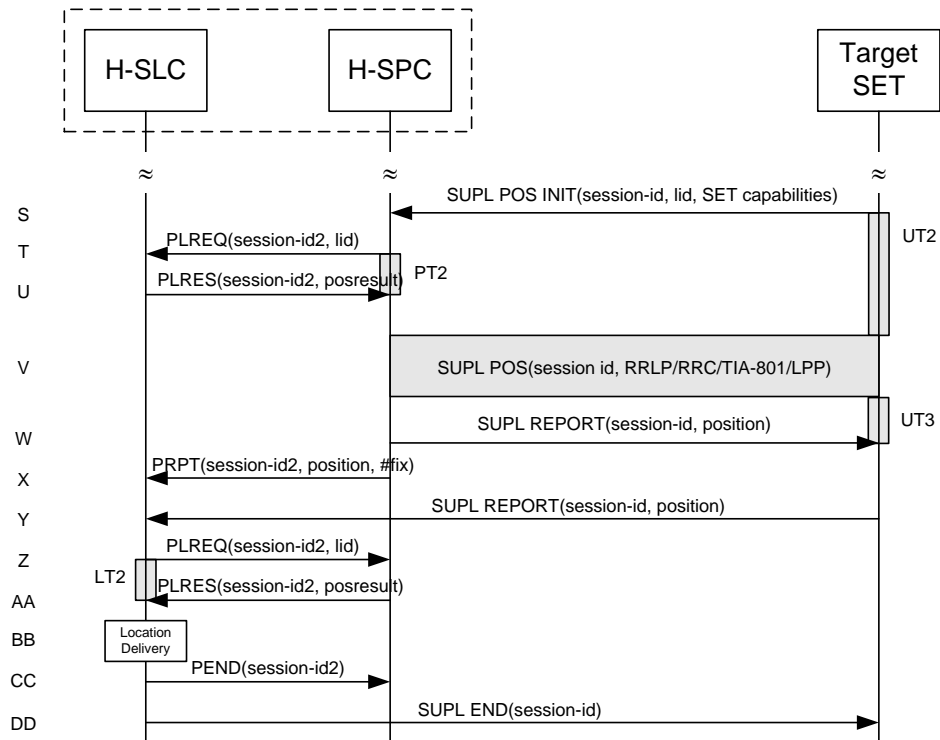 H-SLC
H-SPC
Target
SET
≈ ≈ ≈
S
SUPL POS INIT(session-id, lid, SET capabilities)
UT2
T
PLREQ(session-id2, lid)
PT2
U
PLRES(session-id2, posresult)
V
SUPL POS(session id, RRLP/RRC/TIA-801/LPP)
UT3
W
SUPL REPORT(session-id, position)
X
PRPT(session-id2, position, #fix)
Y
SUPL REPORT(session-id, position)
Z
PLREQ(session-id2, lid)
LT2
AA
PLRES(session-id2, posresult)
BB
Location
Delivery
CC
PEND(session-id2)
DD
SUPL END(session-id)